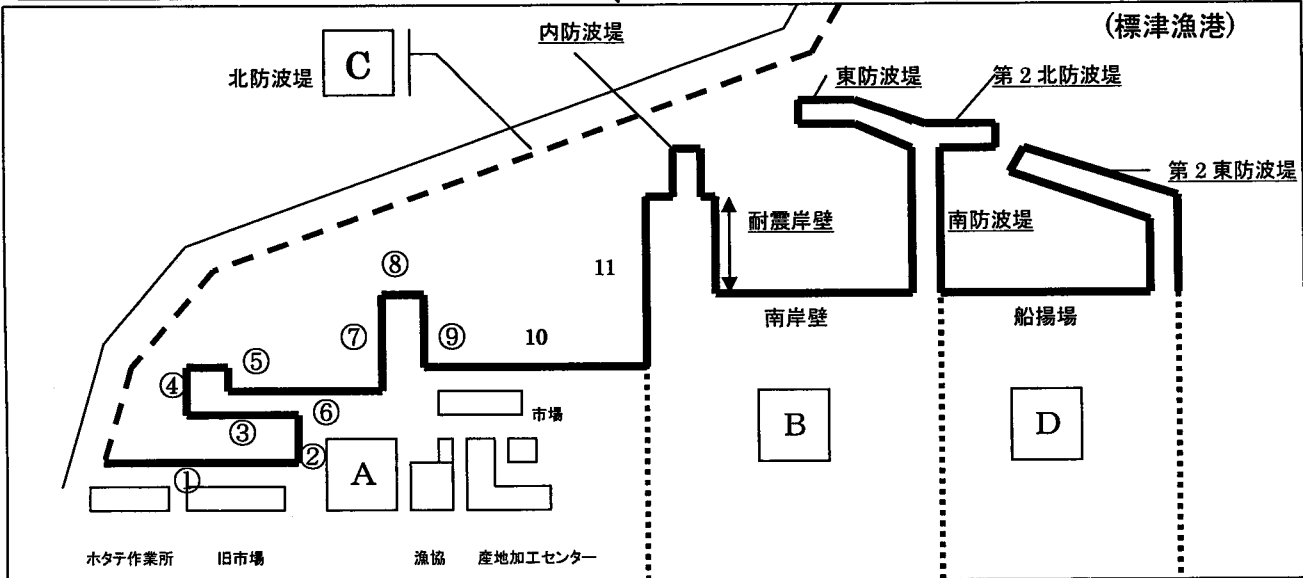 (標津漁港)
内防波堤
北防波堤
C
東防波堤
第2北防波堤
第2東防波堤
耐震岸壁
南防波堤
⑧
11
⑦
⑨
10
南岸壁
船揚場
⑤
④
⑥
市場
③
②
①
A
B
D
ホタテ作業所
旧市場
漁協
産地加工センター